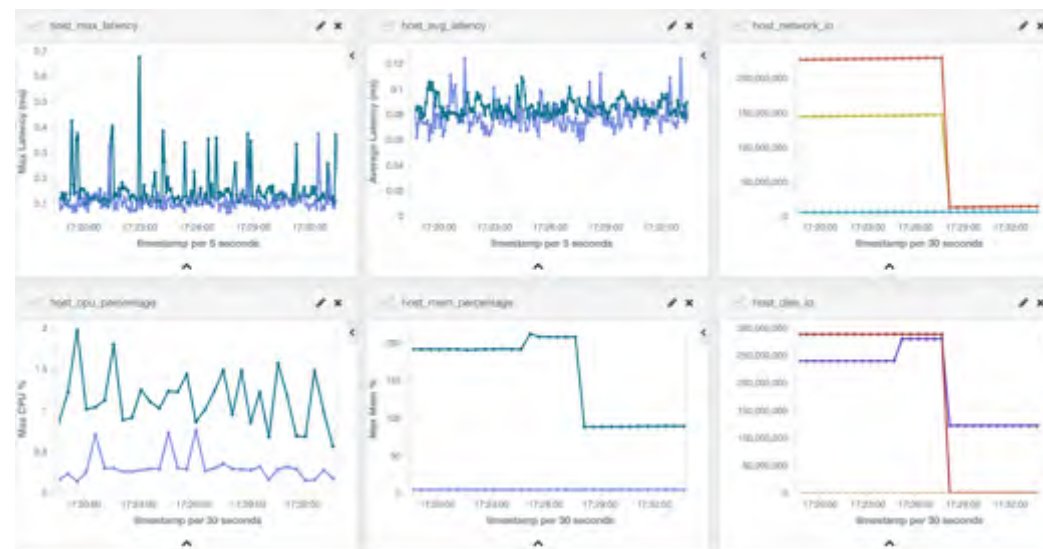 host_max_latency
host_avg_latency
host_network_io
0.7
0.6
0.5
0.4
0.3
0.2
0.1
Max Latency (ms)
17:20:00 17:23:00 17:26:00 17:29:00 17:32:00
timestamp per 5 seconds
0.12
0.1
0.08
0.06
0.04
0.02
0
Average Latency (ms)
17:20:00 17:23:00 17:26:00 17:29:00 17:32:00
timestamp per 5 seconds
200,000,000
150,000,000
100,000,000
50,000,000
0
17:20:00 17:23:00 17:26:00 17:29:00 17:32:00
timestamp per 30 seconds
host_cpu_percentage
host_mem_percentage
host_disk_io
2
1.5
1
0.5
0
Max CPU %
17:20:00 17:23:00 17:26:00 17:29:00 17:32:00
timestamp per 30 seconds
200
150
100
50
0
Max Mem %
17:20:00 17:23:00 17:26:00 17:29:00 17:32:00
timestamp per 30 seconds
300,000,000
250,000,000
200,000,000
150,000,000
100,000,000
50,000,000
0
17:20:00 17:23:00 17:26:00 17:29:00 17:32:00
timestamp per 30 seconds